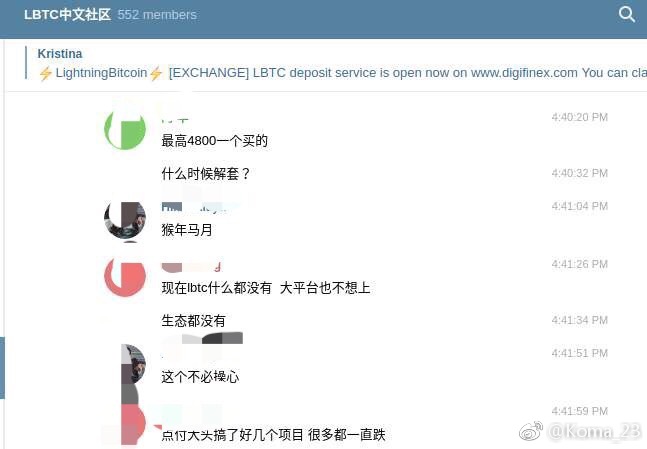 LBTC中文社区 552 members
Kristina
⚡LightningBitcoin⚡ [EXCHANGE] LBTC deposit service is open now on www.digifinex.com You can cla
4:40:20 PM
最高4800一个买的
什么时候解套？ 4:40:32 PM
4:41:04 PM
猴年马月
4:41:26 PM
现在lbtc什么都没有 大平台也不想上
生态都没有 4:41:34 PM
4:41:51 PM
这个不必操心
4:41:59 PM
点付大头搞了好几个项目 很多都一直跌
@Koma_23